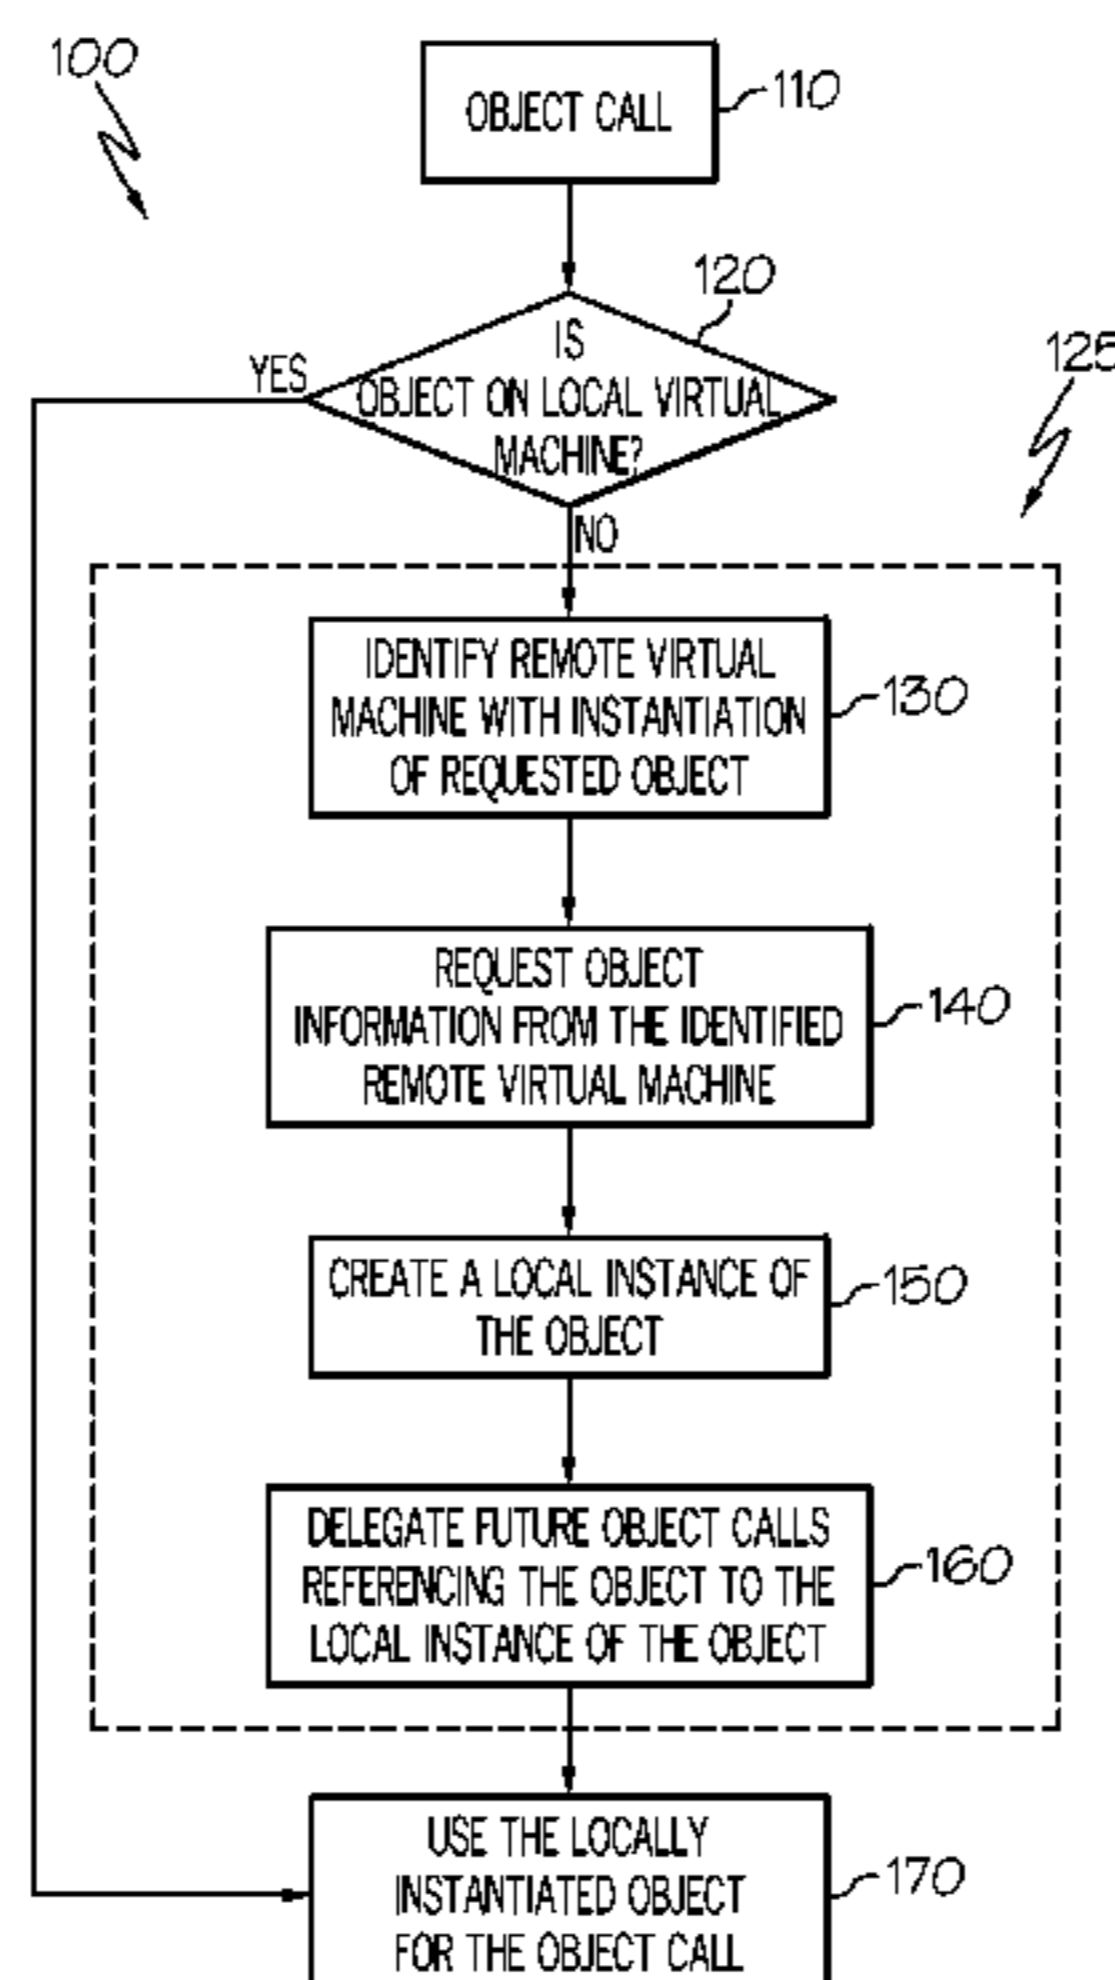 100
OBJECT CALL
110
120
IS
OBJECT ON LOCAL VIRTUAL
MACHINE?
YES
125
NO
IDENTIFY REMOTE VIRTUAL
MACHINE WITH INSTANTIATION
OF REQUESTED OBJECT
130
REQUEST OBJECT
INFORMATION FROM THE IDENTIFIED
REMOTE VIRTUAL MACHINE
140
CREATE A LOCAL INSTANCE OF
THE OBJECT
150
DELEGATE FUTURE OBJECT CALLS
REFERENCING THE OBJECT TO THE
LOCAL INSTANCE OF THE OBJECT
160
USE THE LOCALLY
INSTANTIATED OBJECT
FOR THE OBJECT CALL
170